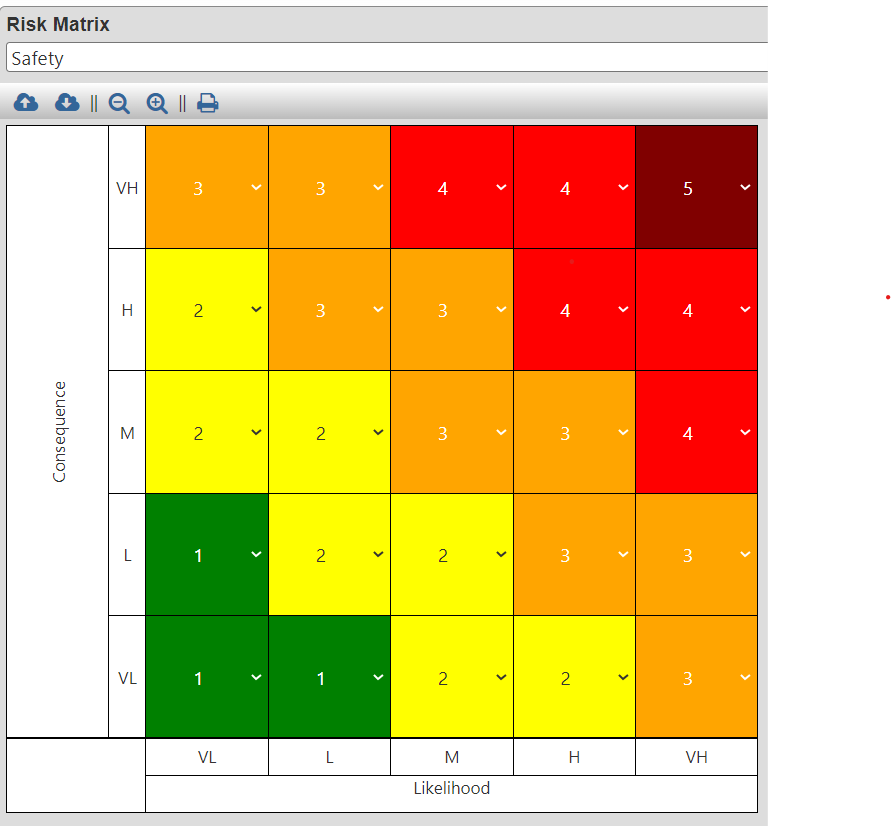 Risk Matrix
Safety
VH 3 3 4 4 5
H 2 3 3 4 4
Consequence
M 2 2 3 3 4
L 1 2 2 3 3
VL 1 1 2 2 3
VL L M H VH
Likelihood